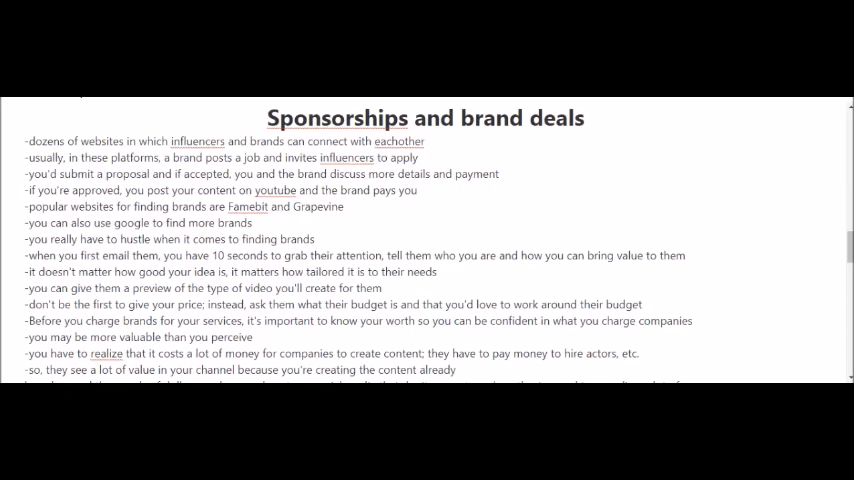 Sponsorships and brand deals
-dozens of websites in which influencers and brands can connect with eachother
-usually, in these platforms, a brand posts a job and invites influencers to apply
-you'd submit a proposal and if accepted, you and the brand discuss more details and payment
-if you're approved, you post your content on youtube and the brand pays you
-popular websites for finding brands are Famebit and Grapevine
-you can also use google to find more brands
-you really have to hustle when it comes to finding brands
-when you first email them, you have 10 seconds to grab their attention, tell them who you are and how you can bring value to them
-it doesn't matter how good your idea is, it matters how tailored it is to their needs
-you can give them a preview of the type of video you'll create for them
-don't be the first to give your price; instead, ask them what their budget is and that you'd love to work around their budget
-Before you charge brands for your services, it's important to know your worth so you can be confident in what you charge companies
-you may be more valuable than you perceive
-you have to realize that it costs a lot of money for companies to create content; they have to pay money to hire actors, etc.
-so, they see a lot of value in your channel because you're creating the content already